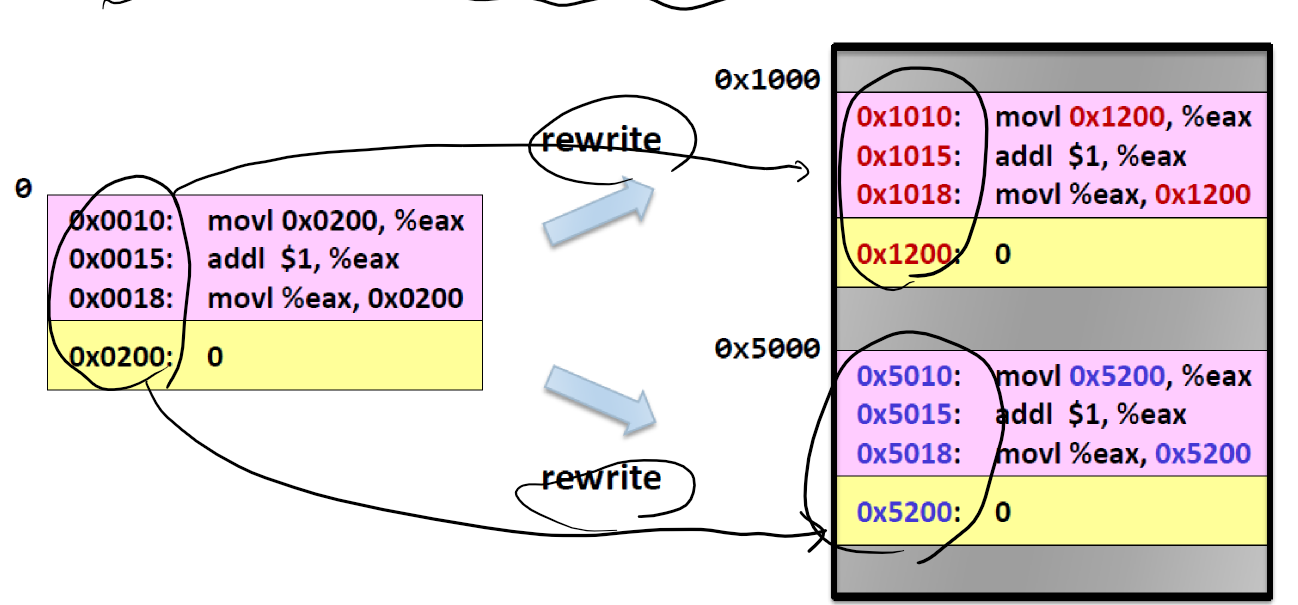 0
0x0010: movl 0x0200, %eax
0x0015: addl $1, %eax
0x0018: movl %eax, 0x0200
0x0200: 0
rewrite
rewrite
0x1000
0x1010: movl 0x1200, %eax
0x1015: addl $1, %eax
0x1018: movl %eax, 0x1200
0x1200: 0
0x5000
0x5010: movl 0x5200, %eax
0x5015: addl $1, %eax
0x5018: movl %eax, 0x5200
0x5200: 0